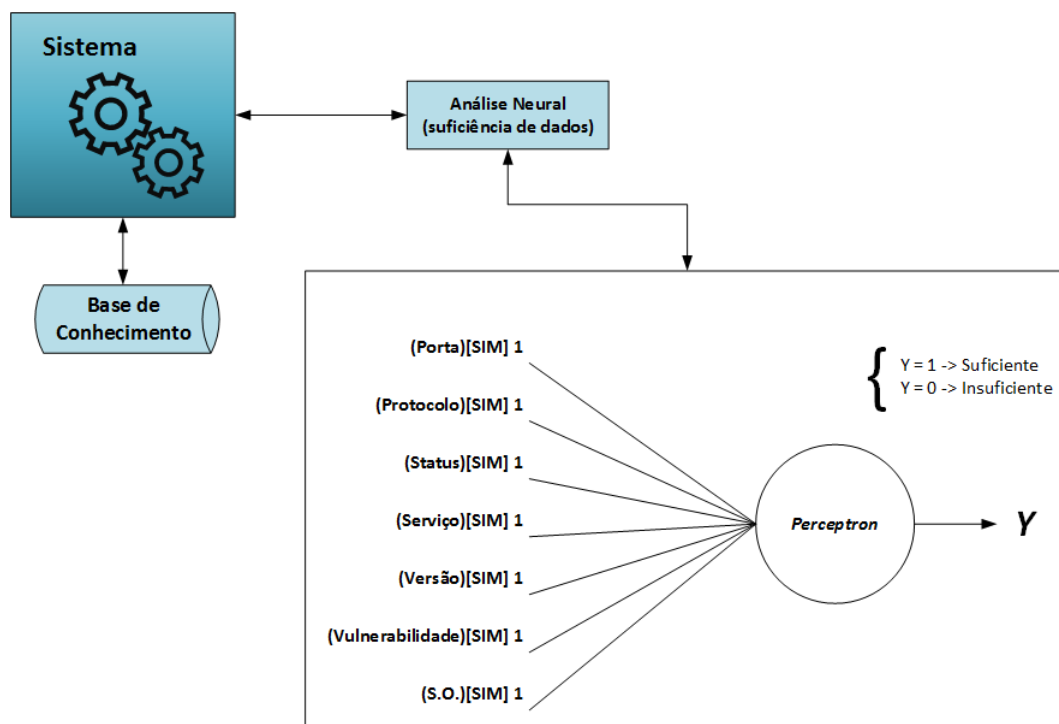 Sistema
Análise Neural
(suficiência de dados)
Base de
Conhecimento
(Porta)[SIM] 1
(Protocolo)[SIM] 1
(Status)[SIM] 1
(Serviço)[SIM] 1
(Versão)[SIM] 1
(Vulnerabilidade)[SIM] 1
(S.O.)[SIM] 1
Y = 1 -> Suficiente
Y = 0 -> Insuficiente
Perceptron
Y